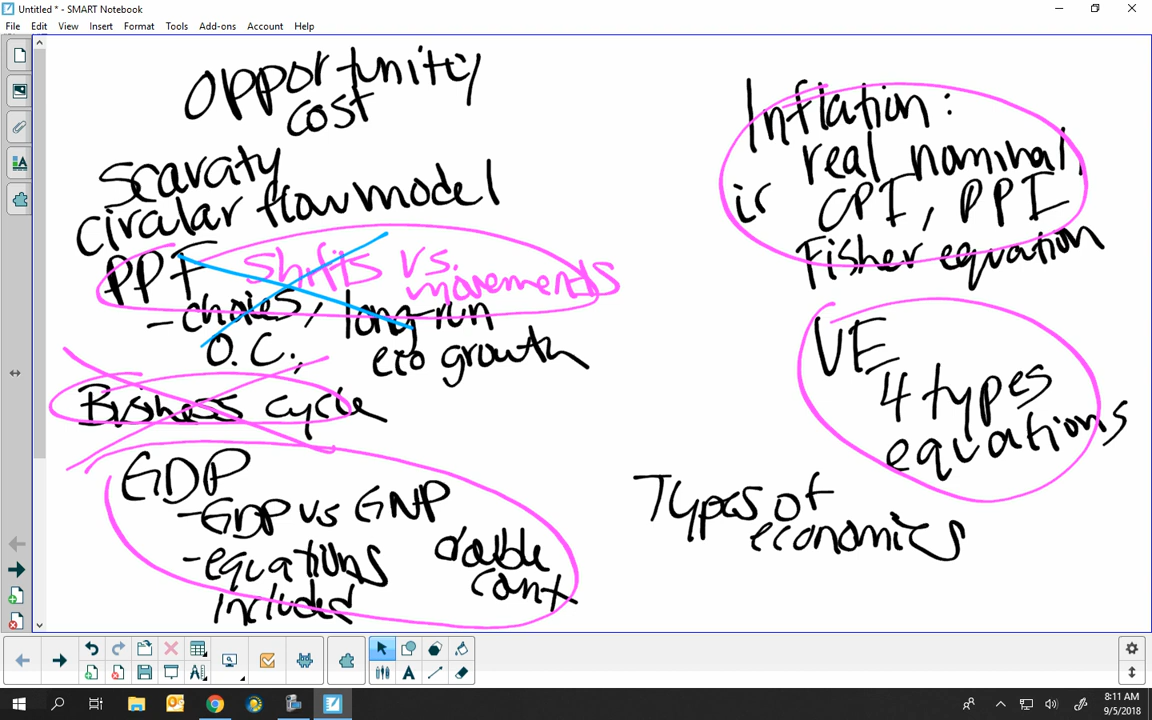 Untitled * - SMART Notebook
File Edit View Insert Format Tools Add-ons Account Help
opportunity
cost
scaraty
circular flow model
PPF shifts vs.
movements
- choices, long-run
O.C., eco growth
Business cycle
GDP
- GDP vs GNP
- equations
included
double
count
Inflation:
real nominal,
ir CPI, PPI
Fisher equation
UE
4 types
equations
Types of
economics
8:11 AM
9/5/2018